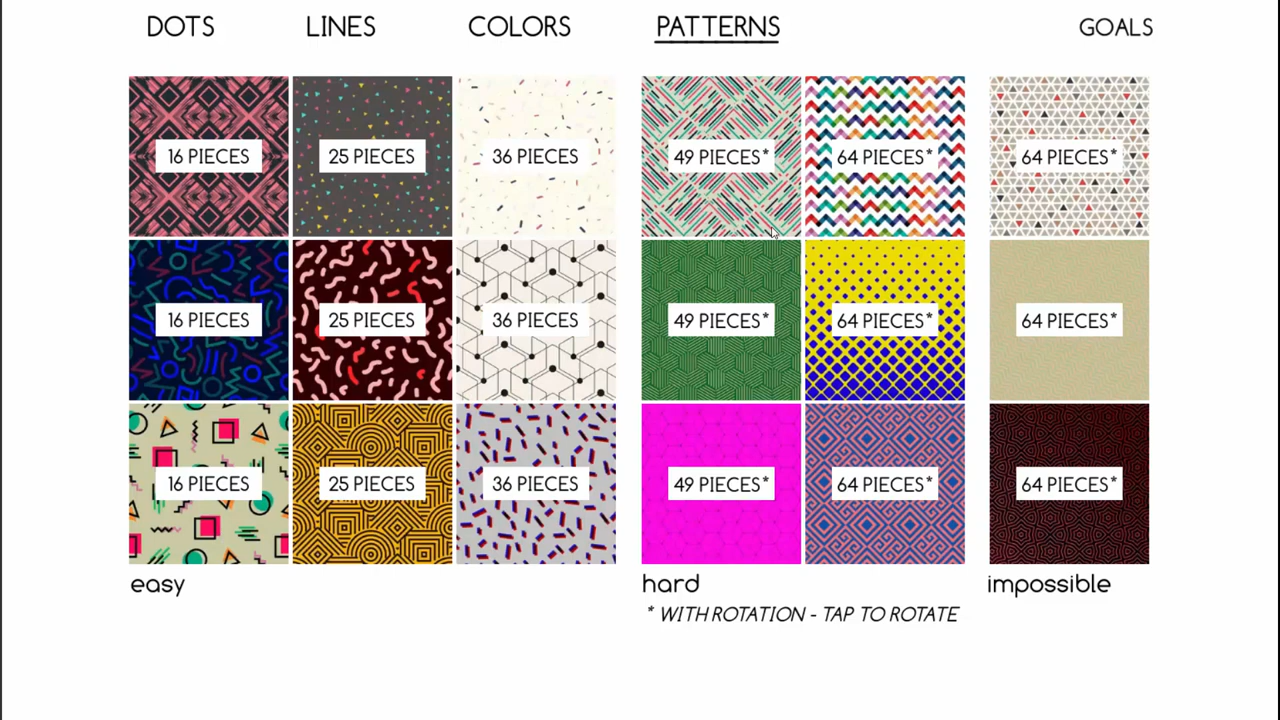 DOTS LINES COLORS PATTERNS GOALS
16 PIECES 25 PIECES 36 PIECES 49 PIECES* 64 PIECES* 64 PIECES*
16 PIECES 25 PIECES 36 PIECES 49 PIECES* 64 PIECES* 64 PIECES*
16 PIECES 25 PIECES 36 PIECES 49 PIECES* 64 PIECES* 64 PIECES*
easy hard impossible
* WITH ROTATION - TAP TO ROTATE